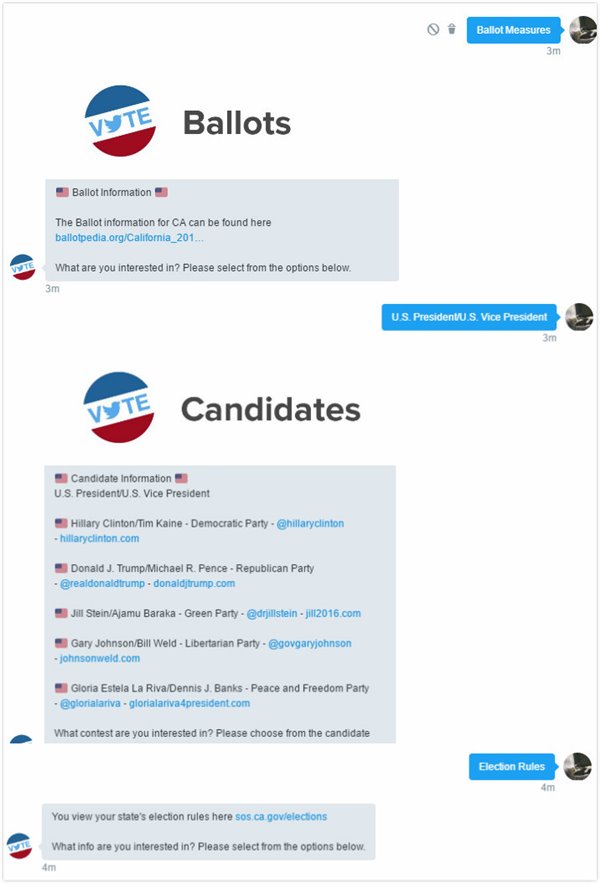 Ballot Measures
3m
VOTE
Ballots
Ballot Information
The Ballot information for CA can be found here
ballotpedia.org/California_201...
What are you interested in? Please select from the options below.
VOTE
3m
U.S. President/U.S. Vice President
3m
VOTE
Candidates
Candidate Information
U.S. President/U.S. Vice President
Hillary Clinton/Tim Kaine - Democratic Party - @hillaryclinton
- hillaryclinton.com
Donald J. Trump/Michael R. Pence - Republican Party
- @realdonaldtrump - donaldjtrump.com
Jill Stein/Ajamu Baraka - Green Party - @drjillstein - jill2016.com
Gary Johnson/Bill Weld - Libertarian Party - @govgaryjohnson
- johnsonweld.com
Gloria Estela La Riva/Dennis J. Banks - Peace and Freedom Party
- @glorialariva - glorialariva4president.com
What contest are you interested in? Please choose from the candidate
Election Rules
4m
You view your state's election rules here sos.ca.gov/elections
What info are you interested in? Please select from the options below.
VOTE
4m